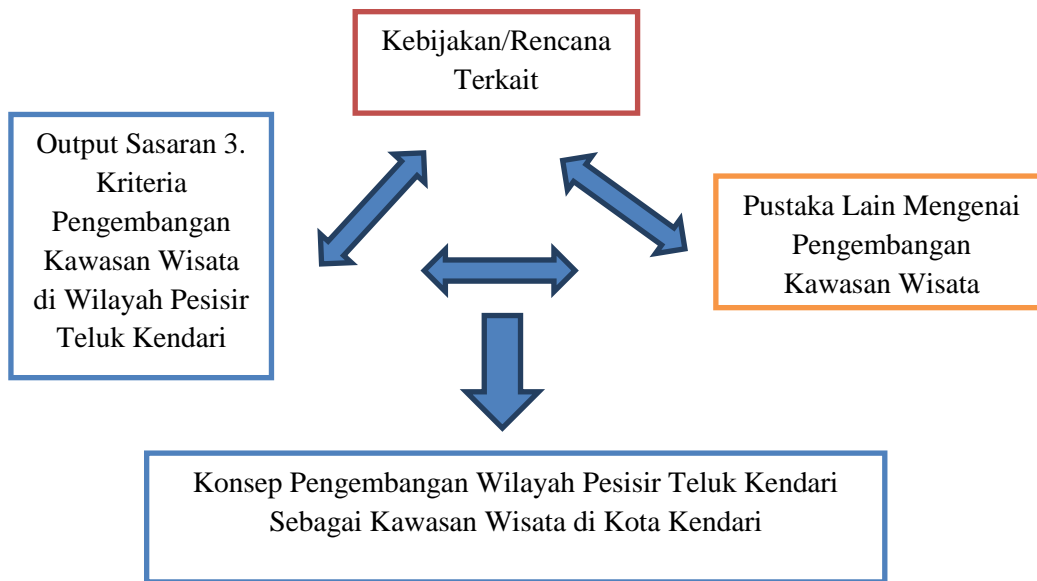 Kebijakan/Rencana
Terkait
Output Sasaran 3.
Kriteria
Pengembangan
Kawasan Wisata
di Wilayah Pesisir
Teluk Kendari
Pustaka Lain Mengenai
Pengembangan
Kawasan Wisata
Konsep Pengembangan Wilayah Pesisir Teluk Kendari
Sebagai Kawasan Wisata di Kota Kendari